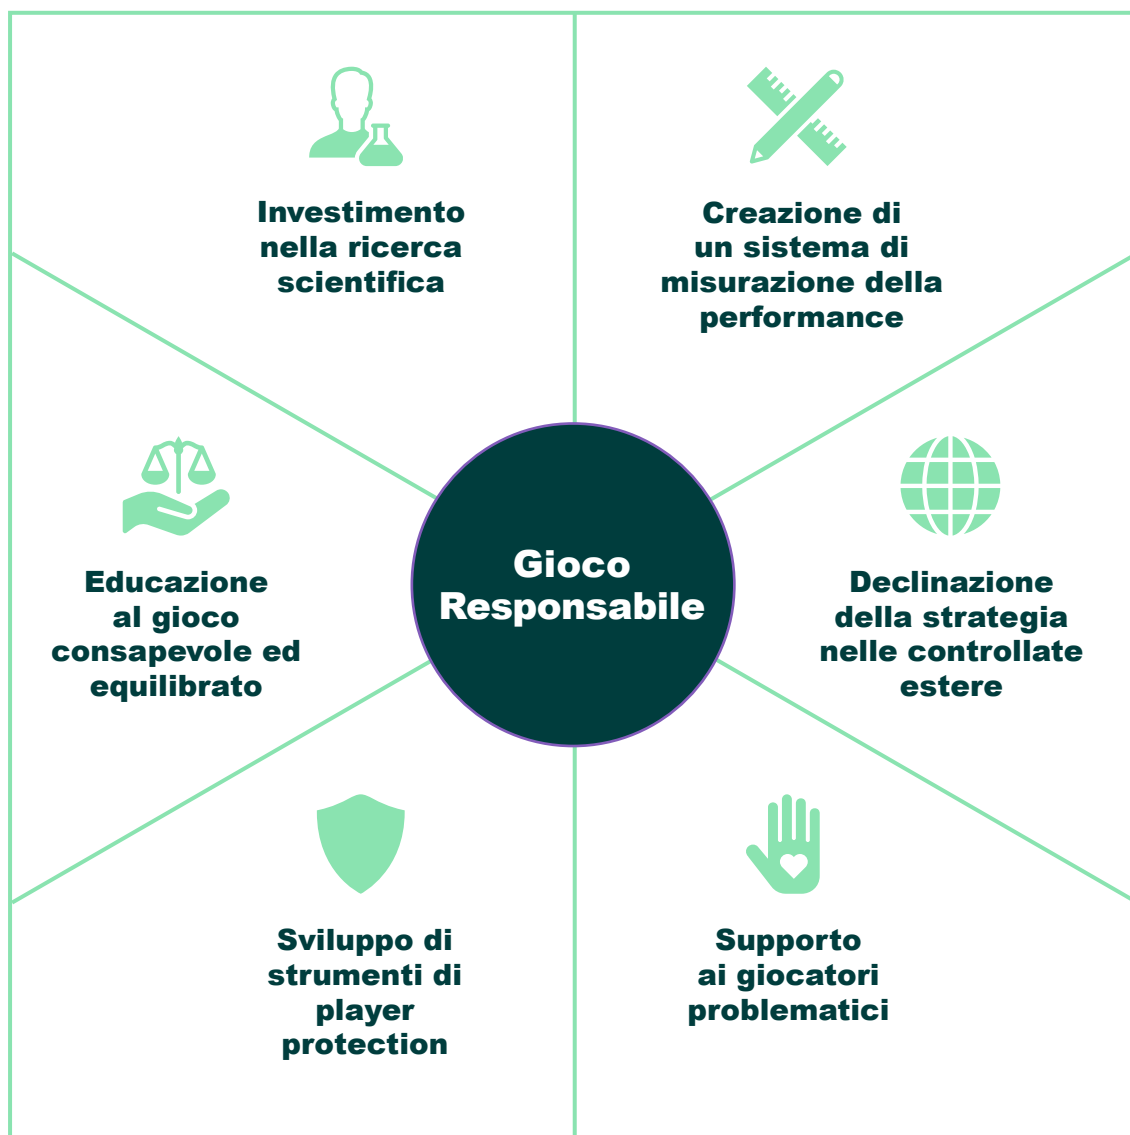 Investimento
nella ricerca
scientifica
Creazione di
un sistema di
misurazione della
performance
Educazione
al gioco
consapevole ed
equilibrato
Gioco
Responsabile
Declinazione
della strategia
nelle controllate
estere
Sviluppo di
strumenti di
player
protection
Supporto
ai giocatori
problematici